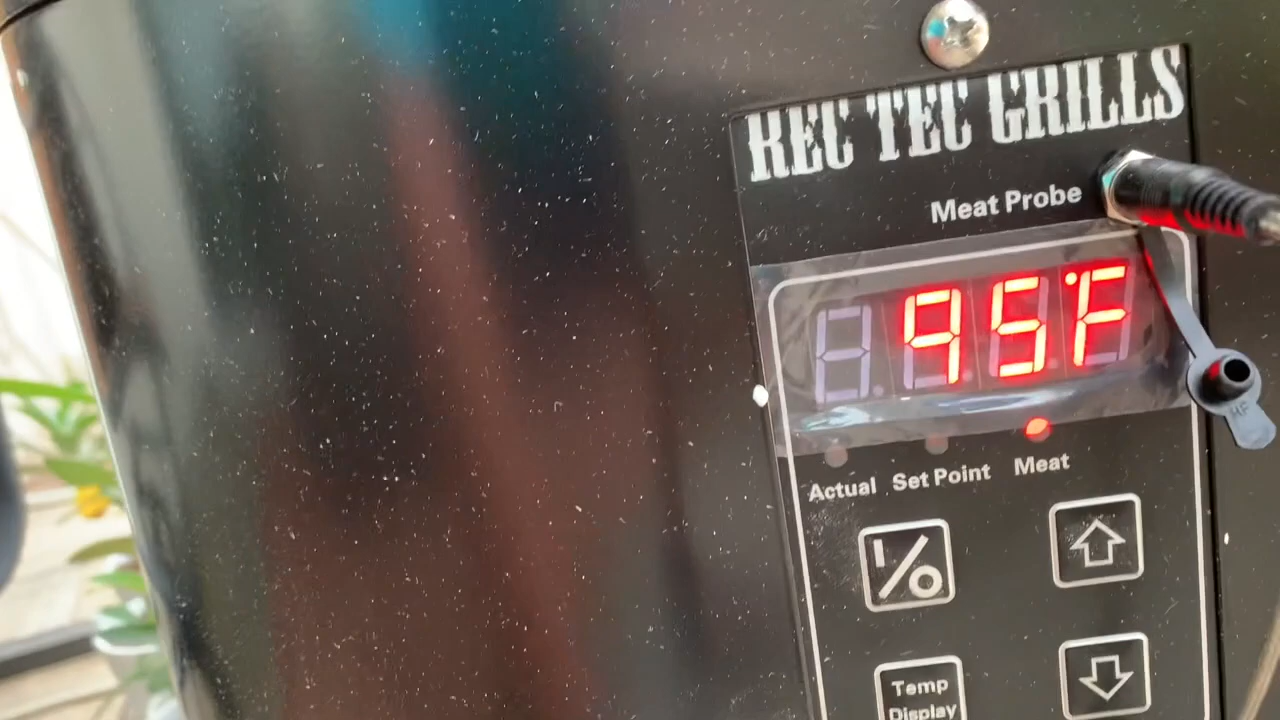 REC TEC GRILLS
Meat Probe
95°F
Actual Set Point Meat
Temp
Display